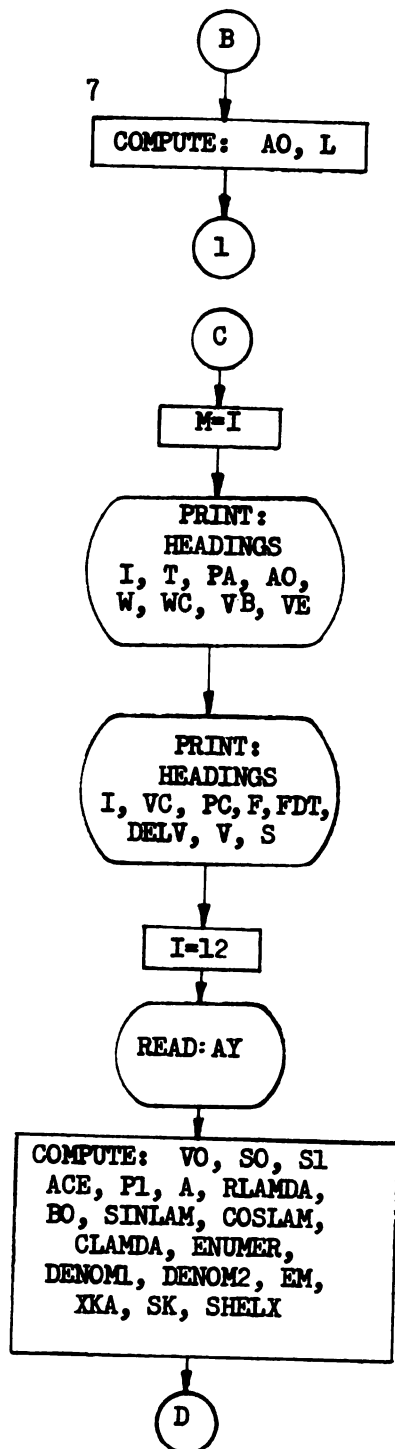 B
7
COMPUTE: AO, L
1
C
M=I
PRINT:
HEADINGS
I, T, PA, AO,
W, WC, VB, VE
PRINT:
HEADINGS
I, VC, PC, F, FDT,
DELV, V, S
I=12
READ: AY
COMPUTE: VO, SO, S1
ACE, P1, A, RLAMDA,
BO, SINLAM, COSLAM,
CLAMDA, ENUMER,
DENOM1, DENOM2, EM,
XKA, SK, SHELX
D